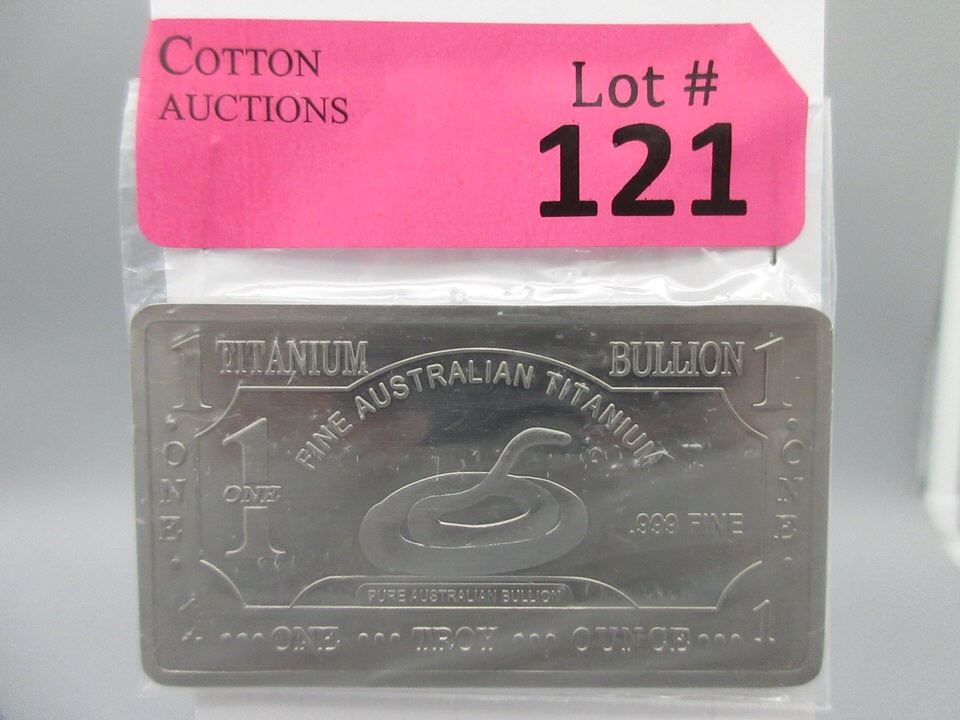 COTTON
AUCTIONS
Lot #
121
1 TITANIUM BULLION 1
FINE AUSTRALIAN TITANIUM
1
ONE
.999 FINE
ONE
ONE
PURE AUSTRALIAN BULLION
1 ... ONE ... TROY ... OUNCE ... 1